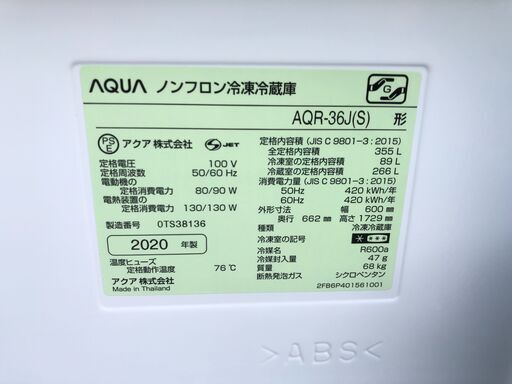 AQUA ノンフロン冷凍冷蔵庫
G
AQR-36J(S) 形
PSE アクア 株式会社 S-JET
定格電圧 100 V
定格周波数 50/60 Hz
電動機の
定格消費電力 80/90 W
電熱装置の
定格消費電力 130/130 W
製造番号 0TS38136
2020 年製
温度ヒューズ
定格動作温度 76℃
アクア 株式会社
Made in Thailand
定格内容積 (JIS C 9801-3 : 2015)
全定格内容積 355 L
冷凍室の定格内容積 89 L
冷蔵室の定格内容積 266 L
消費電力量 (JIS C 9801-3 : 2015)
50Hz 420 kWh/年
60Hz 420 kWh/年
外形寸法 幅 600 mm
奥行 662 mm 高さ 1729 mm
種類 冷凍冷蔵庫
冷凍室の記号
冷媒名 R600a
冷媒封入量 47 g
質量 68 kg
断熱発泡ガス シクロペンタン
2FB6P401561001
>ABS<